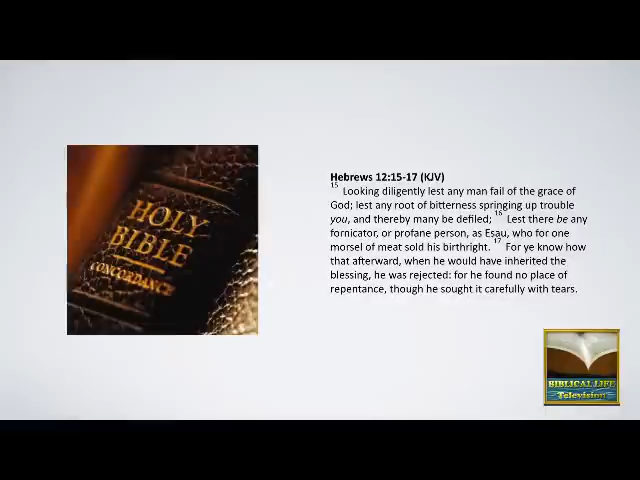 HOLY
BIBLE
CONCORDANCE
Hebrews 12:15-17 (KJV)
15 Looking diligently lest any man fail of the grace of
God; lest any root of bitterness springing up trouble
you, and thereby many be defiled; 16 Lest there be any
fornicator, or profane person, as Esau, who for one
morsel of meat sold his birthright. 17 For ye know how
that afterward, when he would have inherited the
blessing, he was rejected: for he found no place of
repentance, though he sought it carefully with tears.
BIBLICAL LIFE
Television